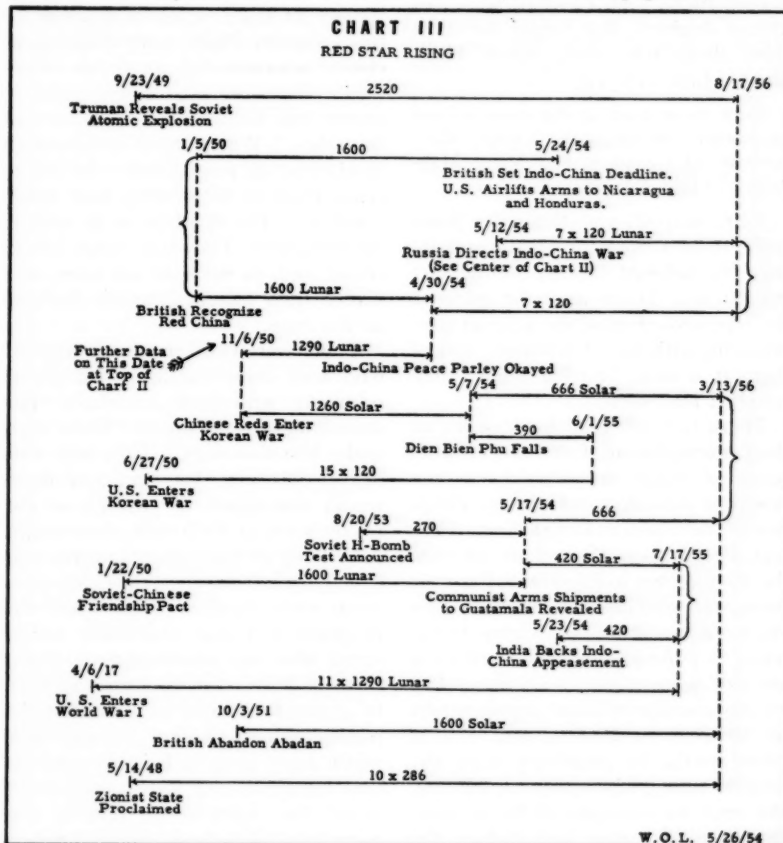 CHART III
RED STAR RISING
9/23/49
2520
8/17/56
Truman Reveals Soviet
Atomic Explosion
1/5/50
1600
5/24/54
British Set Indo-China Deadline.
U.S. Airlifts Arms to Nicaragua
and Honduras.
5/12/54
7 x 120 Lunar
Russia Directs Indo-China War
(See Center of Chart II)
1600 Lunar
4/30/54
British Recognize
Red China
7 x 120
11/6/50
Further Data
on This Date
at Top of
Chart II
1290 Lunar
Indo-China Peace Parley Okayed
5/7/54
666 Solar
3/13/56
1260 Solar
Chinese Reds Enter
Korean War
390
6/1/55
Dien Bien Phu Falls
6/27/50
15 x 120
U.S. Enters
Korean War
8/20/53
5/17/54
666
270
Soviet H-Bomb
Test Announced
420 Solar
7/17/55
1/22/50
1600 Lunar
Soviet-Chinese
Friendship Pact
Communist Arms Shipments
to Guatamala Revealed
5/23/54
420
India Backs Indo-
China Appeasement
4/6/17
11 x 1290 Lunar
U. S. Enters
World War I
10/3/51
1600 Solar
British Abandon Abadan
5/14/48
10 x 286
Zionist State
Proclaimed
W.O.L. 5/26/54